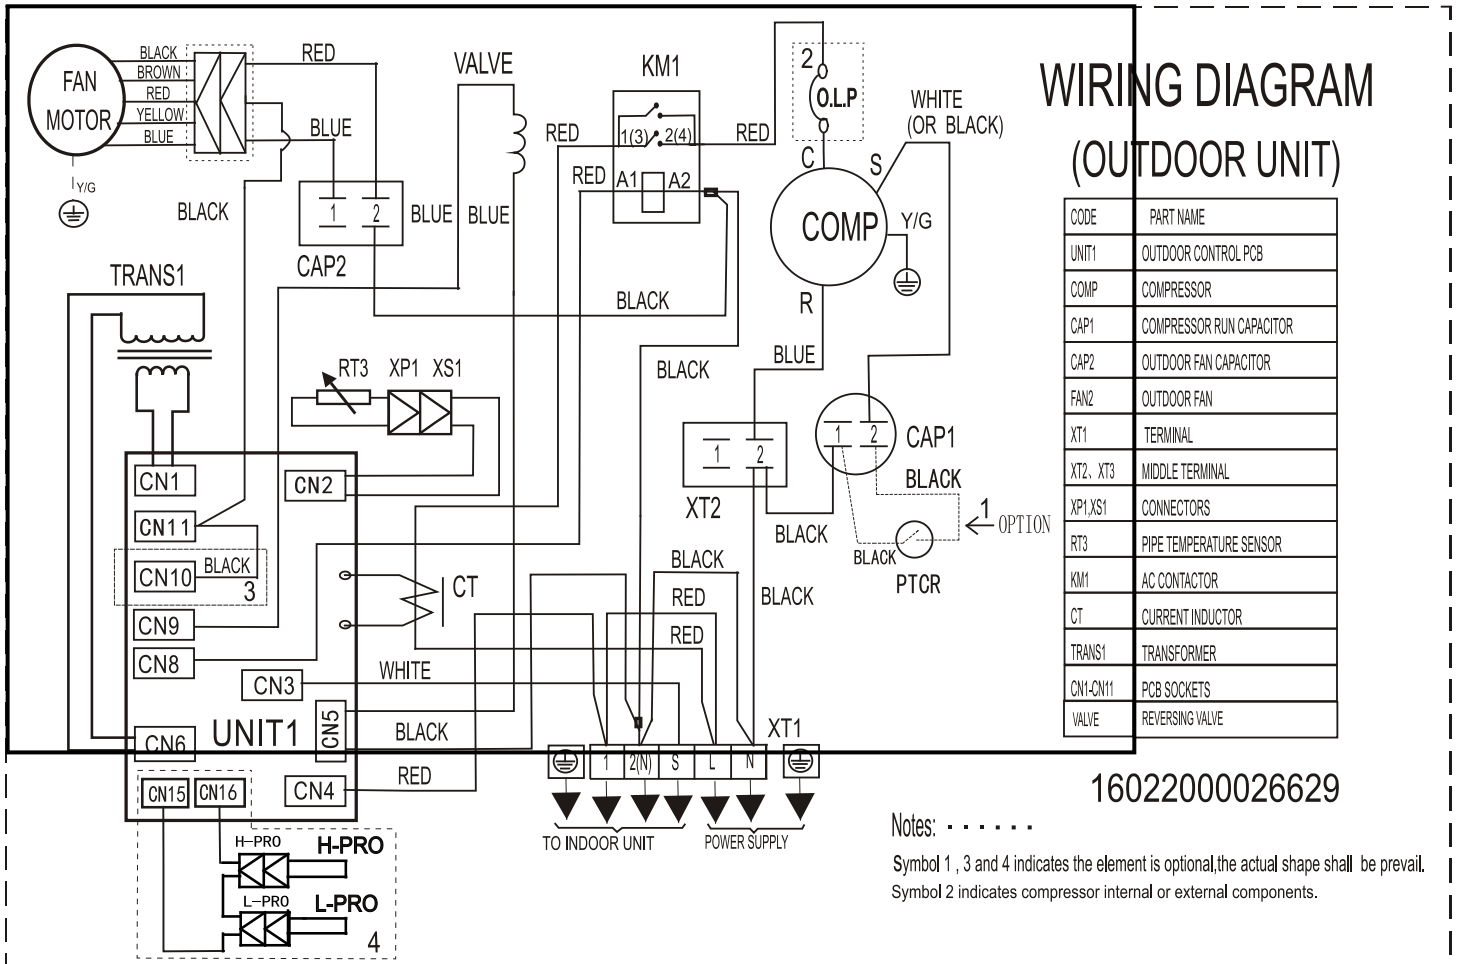 WIRING DIAGRAM
(OUTDOOR UNIT)
FAN
MOTOR
BLACK
BROWN
RED
YELLOW
BLUE
Y/G
RED
BLUE
BLACK
1 2
CAP2
BLUE
VALVE
BLUE
KM1
RED
1(3) 2(4)
RED
RED
A1 A2
BLACK
2
O.L.P
C
S
WHITE
(OR BLACK)
COMP
Y/G
R
BLUE
BLACK
TRANS1
RT3 XP1 XS1
1 2
CAP1
BLACK
1 2
XT2
BLACK
1
OPTION
BLACK
PTCR
BLACK
BLACK
RED
RED
CT
CN1
CN2
CN11
CN10
BLACK
3
CN9
CN8
CN3
WHITE
CN5
UNIT1
CN6
BLACK
CN4
RED
CN15
CN16
XT1
1 2(N) S L N
TO INDOOR UNIT
POWER SUPPLY
H-PRO
H-PRO
L-PRO
L-PRO
4
CODE PART NAME
UNIT1 OUTDOOR CONTROL PCB
COMP COMPRESSOR
CAP1 COMPRESSOR RUN CAPACITOR
CAP2 OUTDOOR FAN CAPACITOR
FAN2 OUTDOOR FAN
XT1 TERMINAL
XT2、XT3 MIDDLE TERMINAL
XP1,XS1 CONNECTORS
RT3 PIPE TEMPERATURE SENSOR
KM1 AC CONTACTOR
CT CURRENT INDUCTOR
TRANS1 TRANSFORMER
CN1-CN11 PCB SOCKETS
VALVE REVERSING VALVE
16022000026629
Notes: · · · · · ·
Symbol 1 , 3 and 4 indicates the element is optional,the actual shape shall be prevail.
Symbol 2 indicates compressor internal or external components.